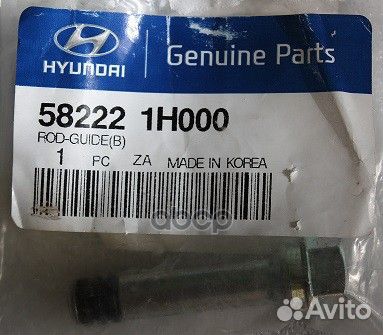 HYUNDAI
Genuine Parts
58222 1H000
ROD-GUIDE(B)
1 PC ZA MADE IN KOREA
Avito